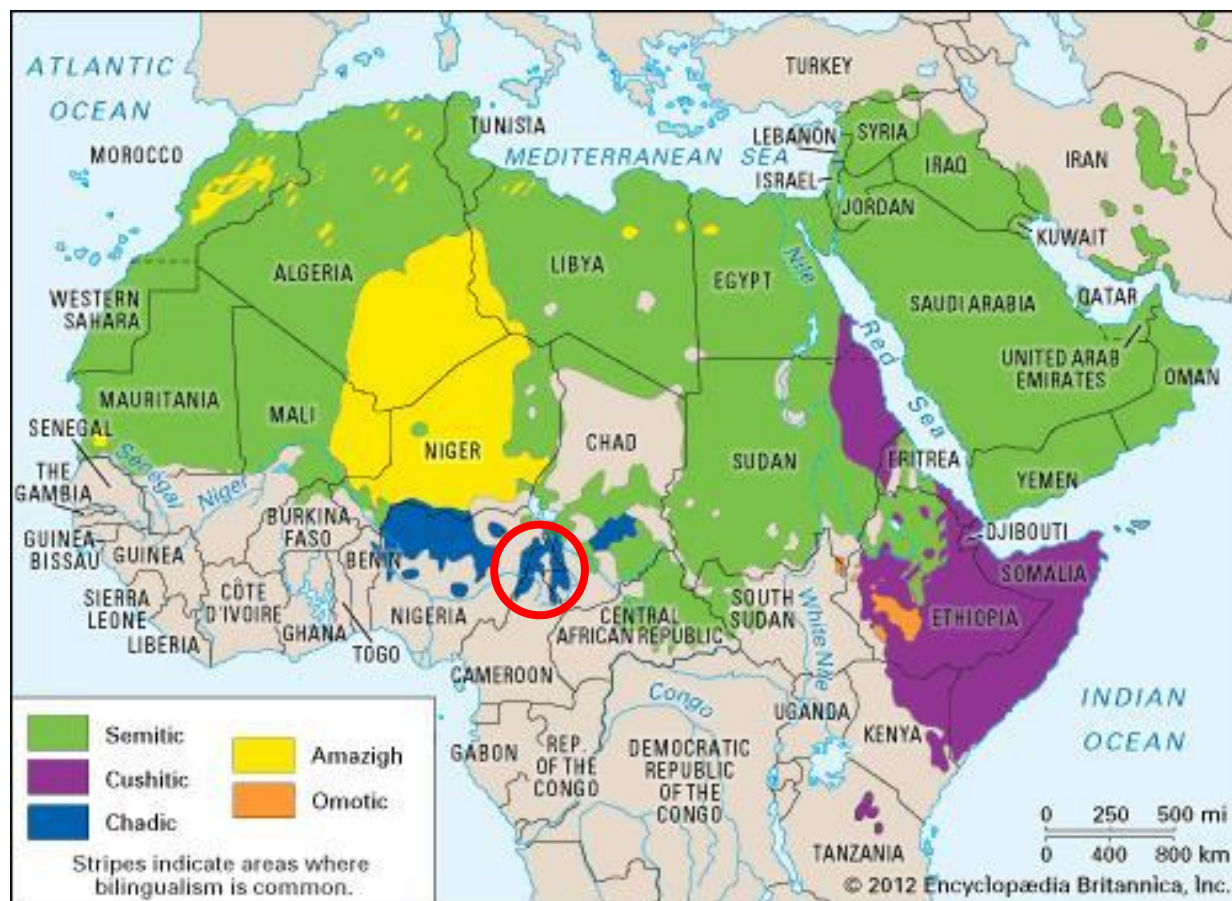 ATLANTIC
OCEAN
TURKEY
TUNISIA
LEBANON
SYRIA
MOROCCO
MEDITERRANEAN SEA
IRAQ
IRAN
ISRAEL
JORDAN
KUWAIT
ALGERIA
LIBYA
EGYPT
Nile
WESTERN
SAHARA
SAUDI ARABIA
QATAR
Red
Sea
UNITED ARAB
EMIRATES
OMAN
MAURITANIA
MALI
NIGER
CHAD
SUDAN
ERITREA
YEMEN
SENEGAL
Sénégal
Niger
THE
GAMBIA
GUINEA-
BISSAU
GUINEA
BURKINA
FASO
BENIN
DJIBOUTI
SOMALIA
SIERRA
LEONE
CÔTE
D'IVOIRE
GHANA
NIGERIA
CENTRAL
AFRICAN REPUBLIC
SOUTH
SUDAN
White Nile
ETHIOPIA
LIBERIA
TOGO
CAMEROON
Congo
UGANDA
KENYA
INDIAN
OCEAN
GABON
REP.
OF THE
CONGO
DEMOCRATIC
REPUBLIC
OF THE
CONGO
TANZANIA
Semitic
Cushitic
Chadic
Amazigh
Omotic
Stripes indicate areas where
bilingualism is common.
0 250 500 mi
0 400 800 km
© 2012 Encyclopædia Britannica, Inc.